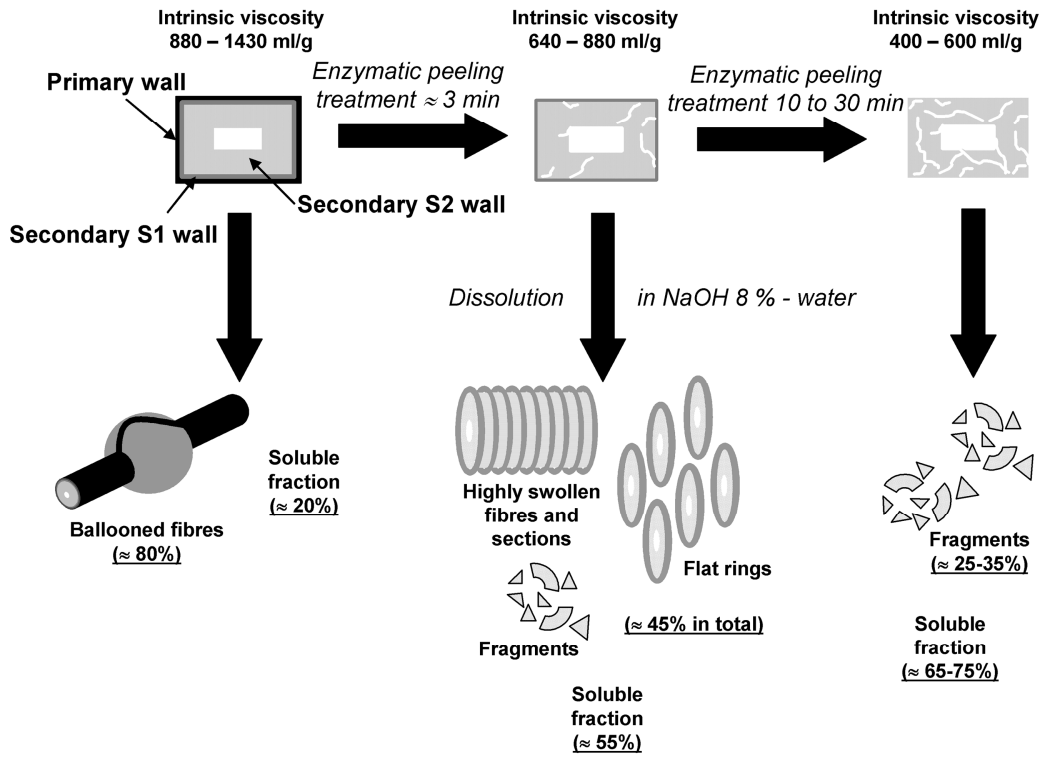 Intrinsic viscosity
880 – 1430 ml/g
Intrinsic viscosity
640 – 880 ml/g
Intrinsic viscosity
400 – 600 ml/g
Primary wall
Enzymatic peeling
treatment ≈ 3 min
Enzymatic peeling
treatment 10 to 30 min
Secondary S2 wall
Secondary S1 wall
Dissolution in NaOH 8 % - water
Ballooned fibres
(≈ 80%)
Soluble
fraction
(≈ 20%)
Highly swollen
fibres and
sections
Flat rings
Fragments
(≈ 45% in total)
Soluble
fraction
(≈ 55%)
Fragments
(≈ 25-35%)
Soluble
fraction
(≈ 65-75%)